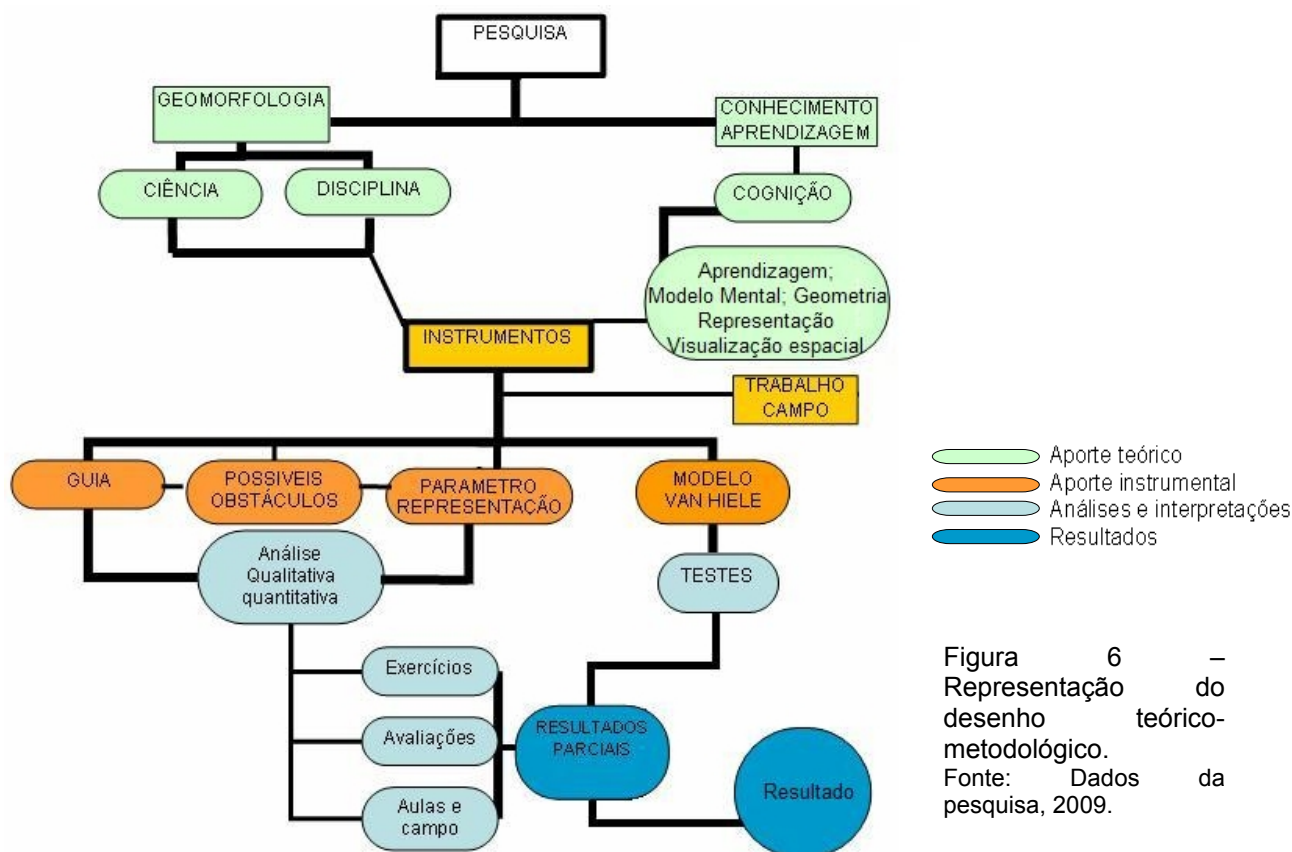 PESQUISA
GEOMORFOLOGIA
CONHECIMENTO
APRENDIZAGEM
CIÊNCIA
DISCIPLINA
COGNIÇÃO
Aprendizagem;
Modelo Mental; Geometria
Representação
Visualização espacial
INSTRUMENTOS
TRABALHO
CAMPO
GUIA
POSSIVEIS
OBSTÁCULOS
PARAMETRO
REPRESENTAÇÃO
MODELO
VAN HIELE
Análise
Qualitativa
quantitativa
TESTES
Exercícios
Avaliações
Aulas e
campo
RESULTADOS
PARCIAIS
Resultado
Aporte teórico
Aporte instrumental
Análises e interpretações
Resultados
Figura 6 –
Representação do
desenho teórico-
metodológico.
Fonte: Dados da
pesquisa, 2009.